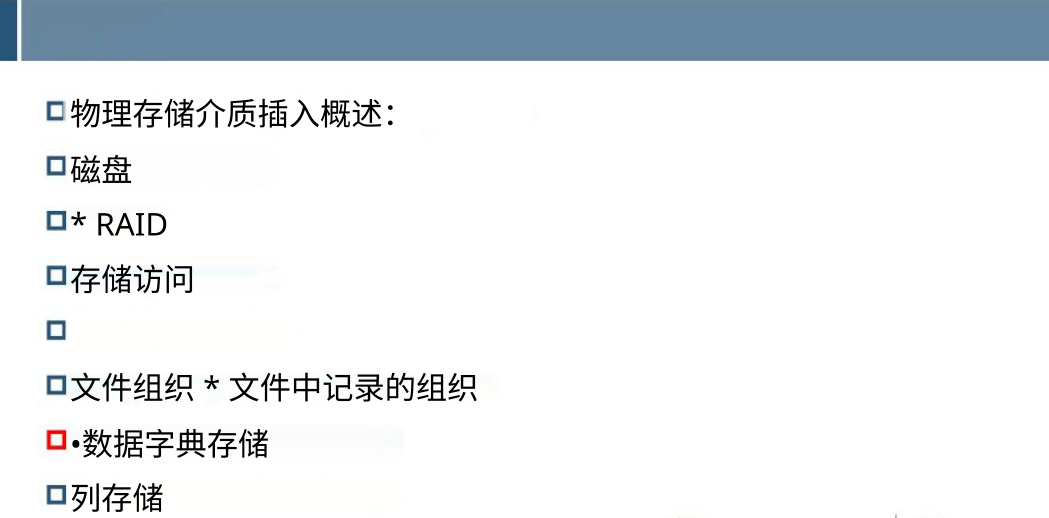 物理存储介质插入概述：
磁盘
* RAID
存储访问
文件组织 * 文件中记录的组织
•数据字典存储
列存储